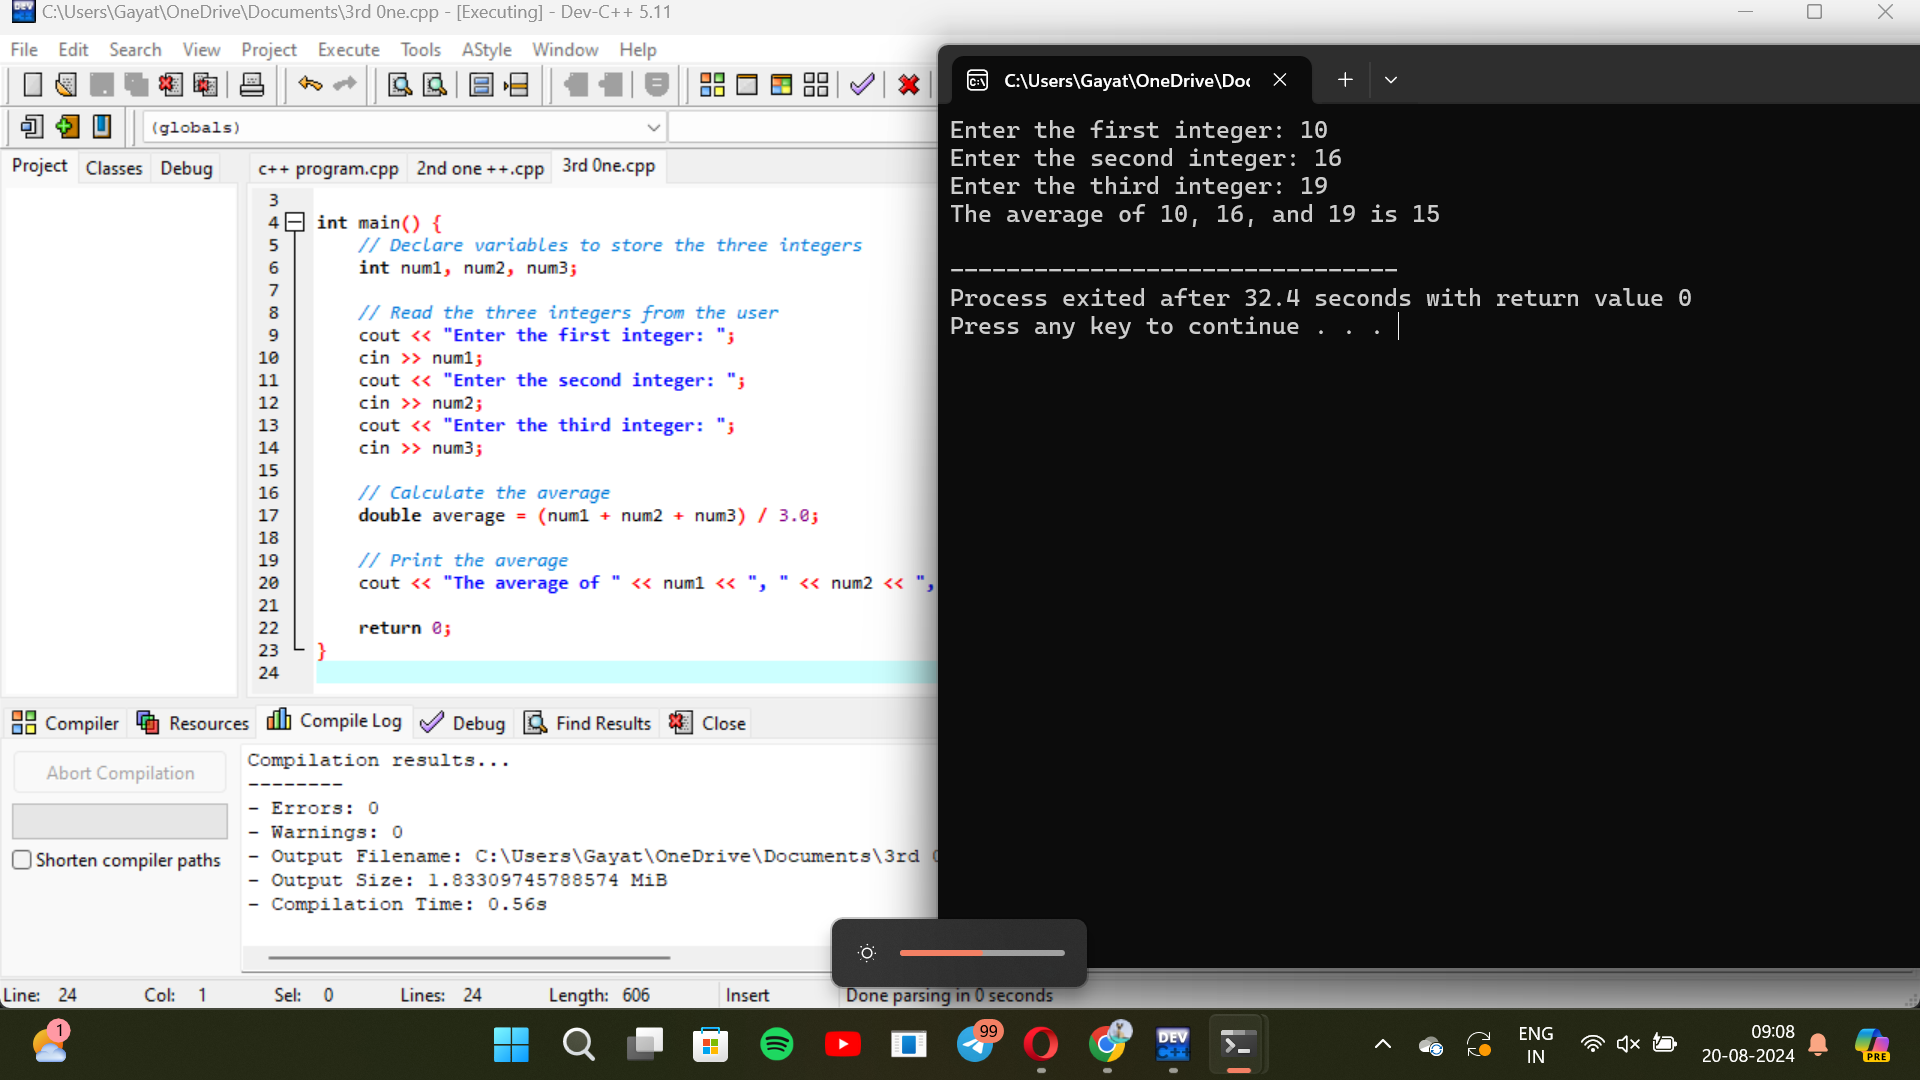 C:\Users\Gayat\OneDrive\Documents\3rd 0ne.cpp - [Executing] - Dev-C++ 5.11
File Edit Search View Project Execute Tools AStyle Window Help
(globals)
Project Classes Debug
c++ program.cpp 2nd one ++.cpp 3rd 0ne.cpp
3
4 int main() {
5 // Declare variables to store the three integers
6 int num1, num2, num3;
7
8 // Read the three integers from the user
9 cout << "Enter the first integer: ";
10 cin >> num1;
11 cout << "Enter the second integer: ";
12 cin >> num2;
13 cout << "Enter the third integer: ";
14 cin >> num3;
15
16 // Calculate the average
17 double average = (num1 + num2 + num3) / 3.0;
18
19 // Print the average
20 cout << "The average of " << num1 << ", " << num2 << ",
21
22 return 0;
23 }
24
Compiler Resources Compile Log Debug Find Results Close
Abort Compilation
Shorten compiler paths
Compilation results...
--------
- Errors: 0
- Warnings: 0
- Output Filename: C:\Users\Gayat\OneDrive\Documents\3rd
- Output Size: 1.83309745788574 MiB
- Compilation Time: 0.56s
Line: 24 Col: 1 Sel: 0 Lines: 24 Length: 606 Insert Done parsing in 0 seconds
C:\Users\Gayat\OneDrive\Doc
Enter the first integer: 10
Enter the second integer: 16
Enter the third integer: 19
The average of 10, 16, and 19 is 15
--------------------------------
Process exited after 32.4 seconds with return value 0
Press any key to continue . . .
1
99
DEV C++
ENG
IN
09:08
20-08-2024
PRE